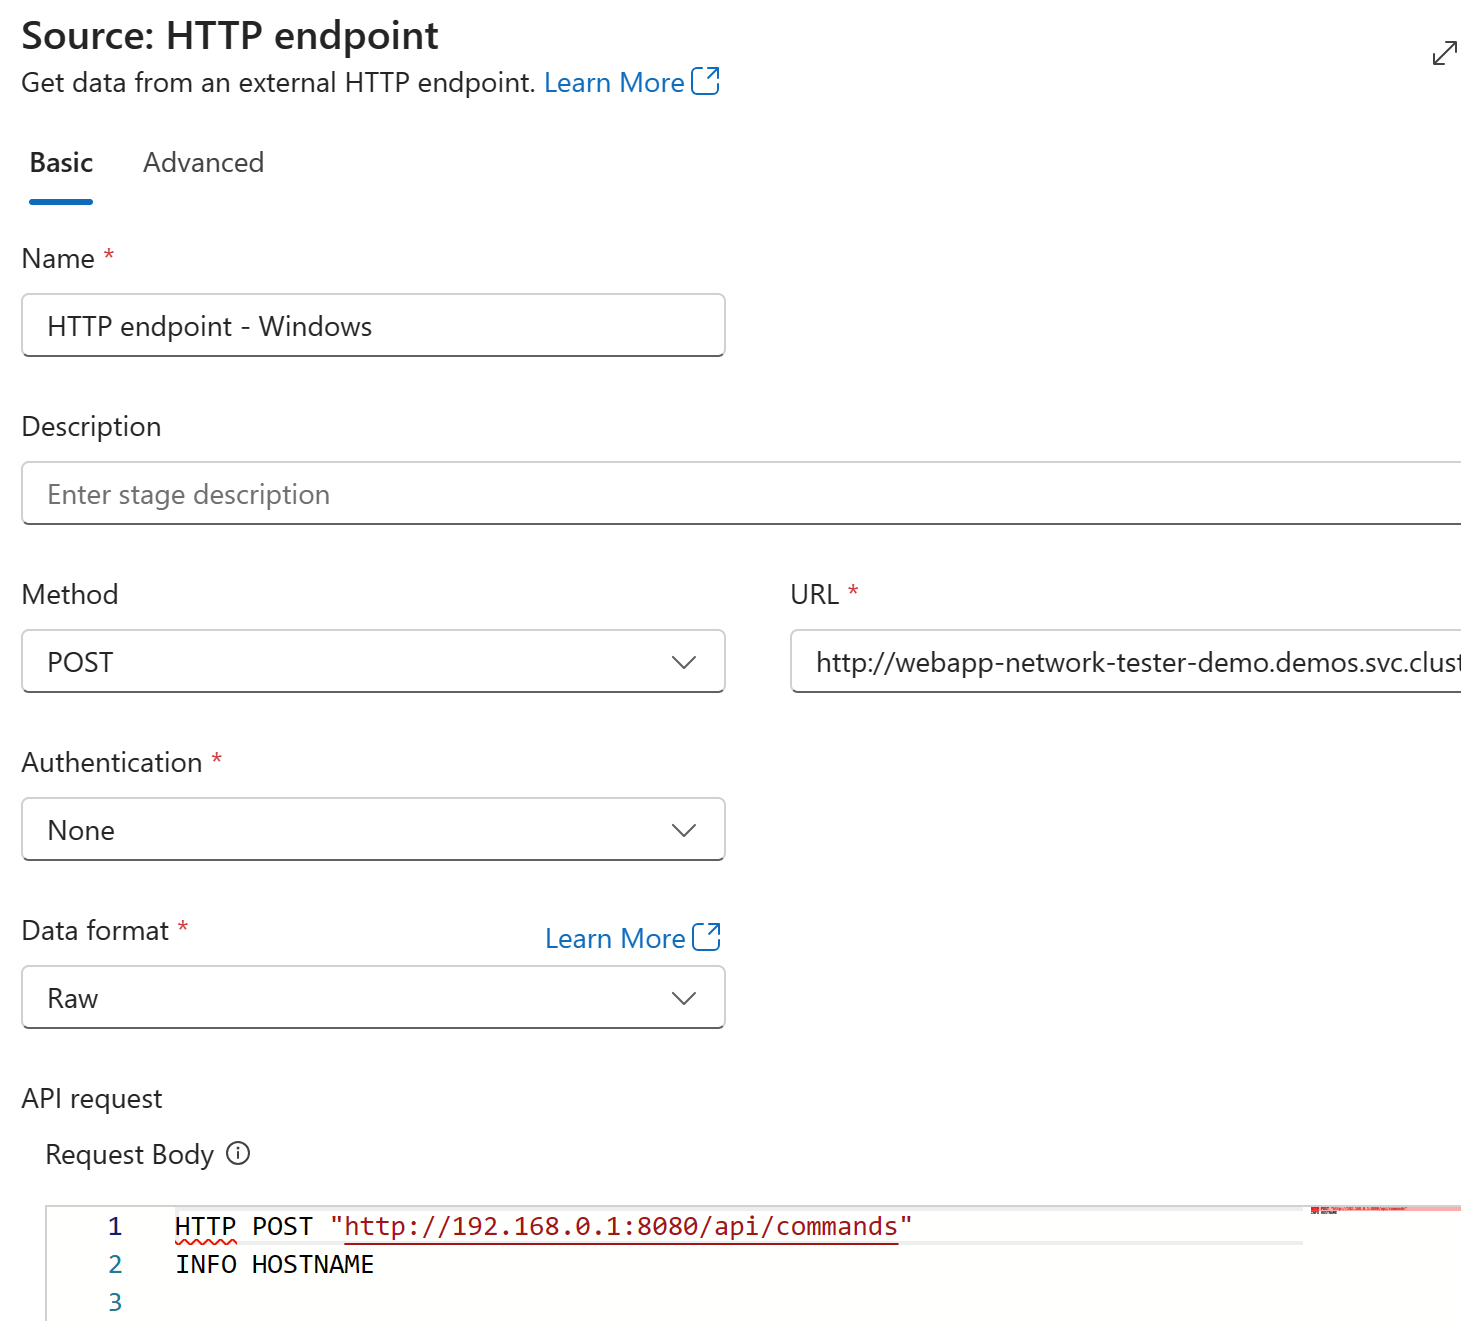 Source: HTTP endpoint
Get data from an external HTTP endpoint. Learn More
Basic Advanced
Name *
HTTP endpoint - Windows
Description
Enter stage description
Method URL *
POST http://webapp-network-tester-demo.demos.svc.clust
Authentication *
None
Data format * Learn More
Raw
API request
Request Body
1 HTTP POST "http://192.168.0.1:8080/api/commands"
2 INFO HOSTNAME
3